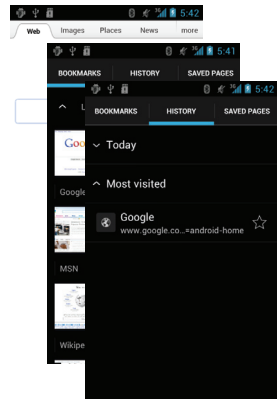 5:42
Web Images Places News more
5:41
BOOKMARKS HISTORY SAVED PAGES
5:42
BOOKMARKS HISTORY SAVED PAGES
Today
Most visited
Goo
Google
www.google.co...=android-home
Google
MSN
Wikipe